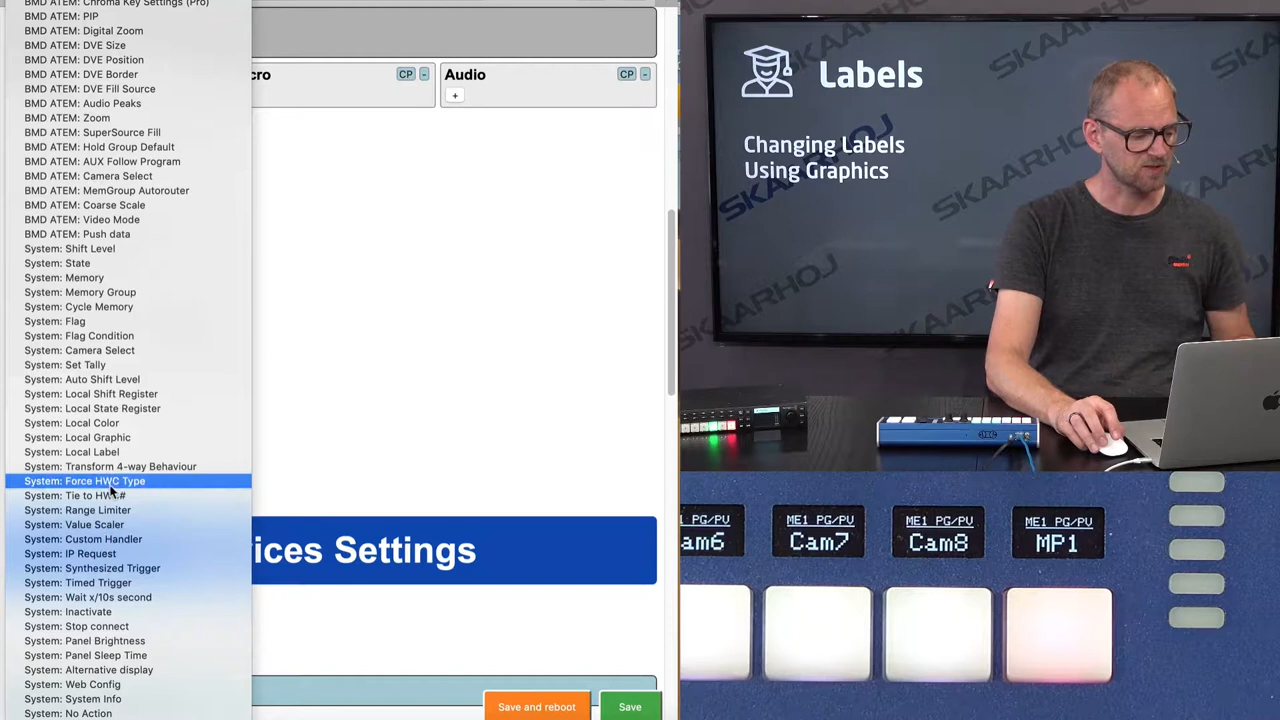 BMD ATEM: Chroma Key Settings (Pro)
BMD ATEM: PIP
BMD ATEM: Digital Zoom
BMD ATEM: DVE Size
BMD ATEM: DVE Position
BMD ATEM: DVE Border
BMD ATEM: DVE Fill Source
BMD ATEM: Audio Peaks
BMD ATEM: Zoom
BMD ATEM: SuperSource Fill
BMD ATEM: Hold Group Default
BMD ATEM: AUX Follow Program
BMD ATEM: Camera Select
BMD ATEM: MemGroup Autorouter
BMD ATEM: Coarse Scale
BMD ATEM: Video Mode
BMD ATEM: Push data
System: Shift Level
System: State
System: Memory
System: Memory Group
System: Cycle Memory
System: Flag
System: Flag Condition
System: Camera Select
System: Set Tally
System: Auto Shift Level
System: Local Shift Register
System: Local State Register
System: Local Color
System: Local Graphic
System: Local Label
System: Transform 4-way Behaviour
System: Force HWC Type
System: Tie to HWC#
System: Range Limiter
System: Value Scaler
System: Custom Handler
System: IP Request
System: Synthesized Trigger
System: Timed Trigger
System: Wait x/10s second
System: Inactivate
System: Stop connect
System: Panel Brightness
System: Panel Sleep Time
System: Alternative display
System: Web Config
System: System Info
System: No Action
cro CP -
Audio CP -
+
vices Settings
Save and reboot
Save
Labels
Changing Labels
Using Graphics
SKAARHOJ
SKAARHOJ
SKAARHOJ
SKAARHOJ
1 PG/PV
am6
ME1 PG/PV
Cam7
ME1 PG/PV
Cam8
ME1 PG/PV
MP1